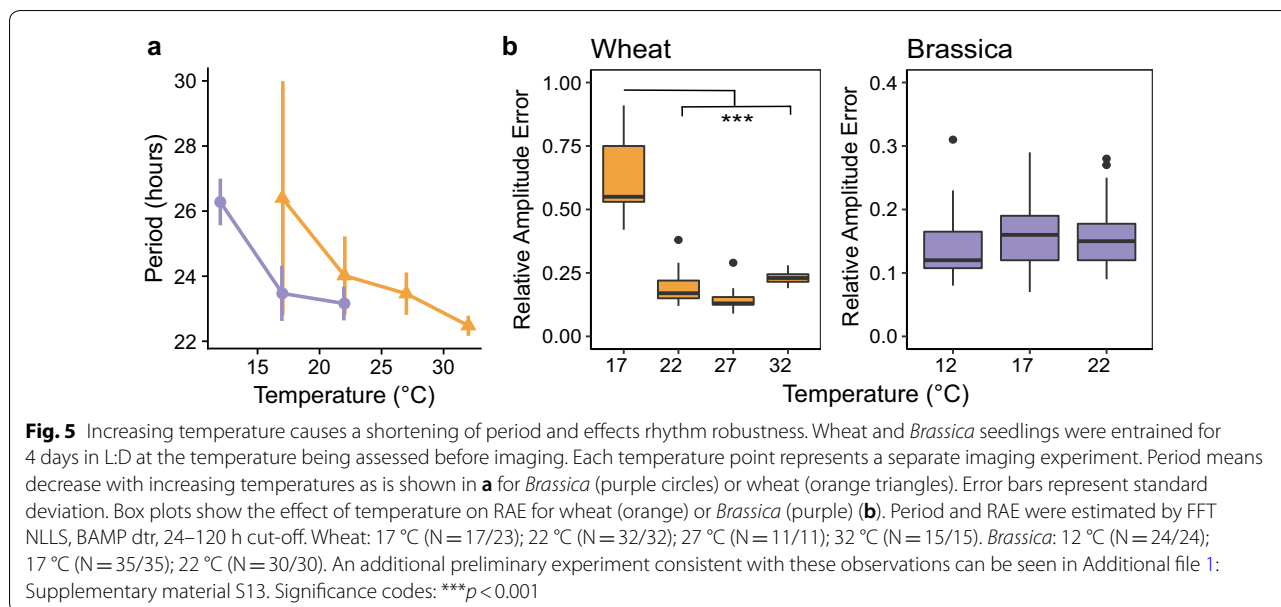 a
30
28
26
24
22
Period (hours)
15 20 25 30
Temperature (°C)
b
Wheat
1.00
0.75
0.50
0.25
0.00
Relative Amplitude Error
***
17 22 27 32
Brassica
0.4
0.3
0.2
0.1
0.0
Relative Amplitude Error
12 17 22
Temperature (°C)
Fig. 5 Increasing temperature causes a shortening of period and effects rhythm robustness. Wheat and Brassica seedlings were entrained for
4 days in L:D at the temperature being assessed before imaging. Each temperature point represents a separate imaging experiment. Period means
decrease with increasing temperatures as is shown in a for Brassica (purple circles) or wheat (orange triangles). Error bars represent standard
deviation. Box plots show the effect of temperature on RAE for wheat (orange) or Brassica (purple) (b). Period and RAE were estimated by FFT
NLLS, BAMP dtr, 24–120 h cut-off. Wheat: 17 °C (N = 17/23); 22 °C (N = 32/32); 27 °C (N = 11/11); 32 °C (N = 15/15). Brassica: 12 °C (N = 24/24);
17 °C (N = 35/35); 22 °C (N = 30/30). An additional preliminary experiment consistent with these observations can be seen in Additional file 1:
Supplementary material S13. Significance codes: ***p < 0.001